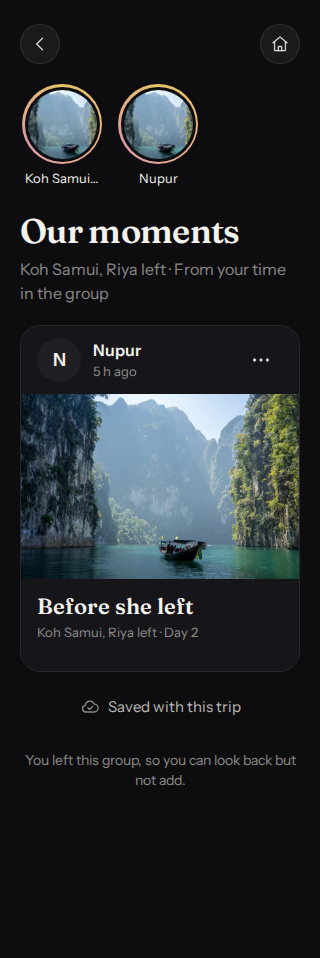 Koh Samui...
Nupur
Our moments
Koh Samui, Riya left · From your time
in the group
N
Nupur
5 h ago
Before she left
Koh Samui, Riya left · Day 2
Saved with this trip
You left this group, so you can look back but
not add.